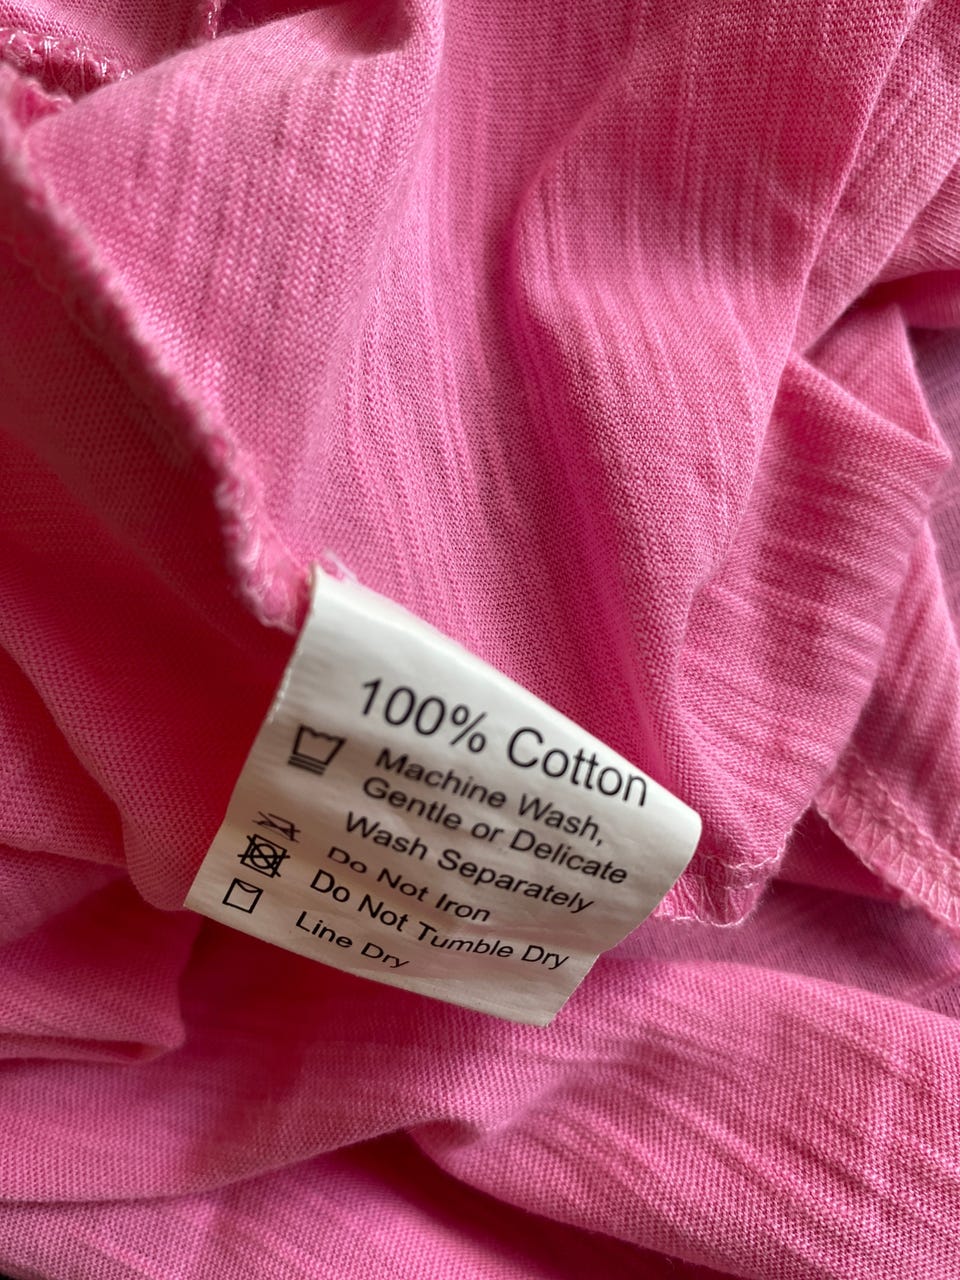 100% Cotton
Machine Wash,
Gentle or Delicate
Wash Separately
Do Not Iron
Do Not Tumble Dry
Line Dry